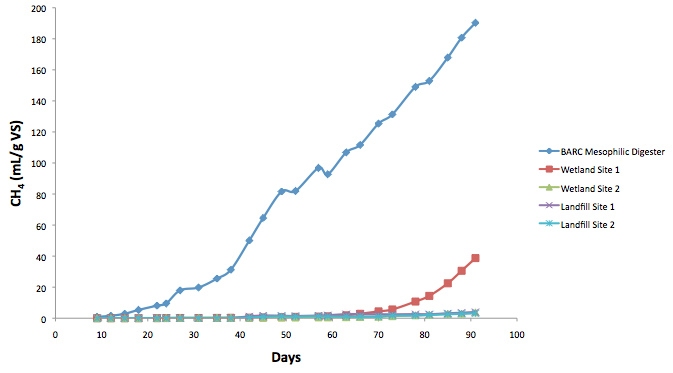 200
180
160
140
120
100
80
60
40
20
0
CH4 (mL/g VS)
0 10 20 30 40 50 60 70 80 90 100
Days
BARC Mesophilic Digester
Wetland Site 1
Wetland Site 2
Landfill Site 1
Landfill Site 2